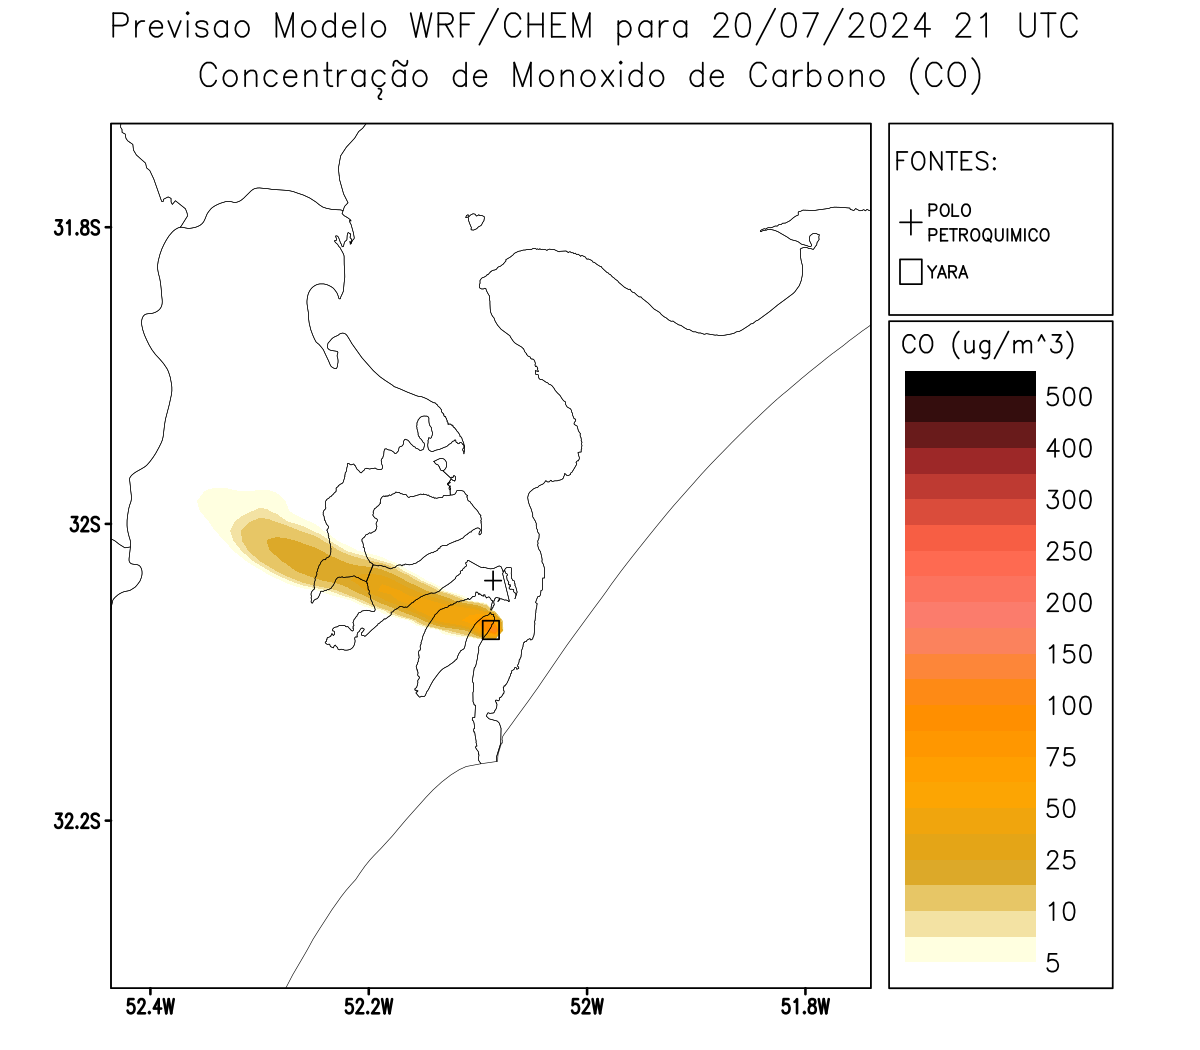 Previsao Modelo WRF/CHEM para 20/07/2024 21 UTC
Concentração de Monoxido de Carbono (CO)
FONTES:
POLO
PETROQUIMICO
YARA
CO (ug/m^3)
500
400
300
250
200
150
100
75
50
25
10
5
31.8S
32S
32.2S
52.4W
52.2W
52W
51.8W